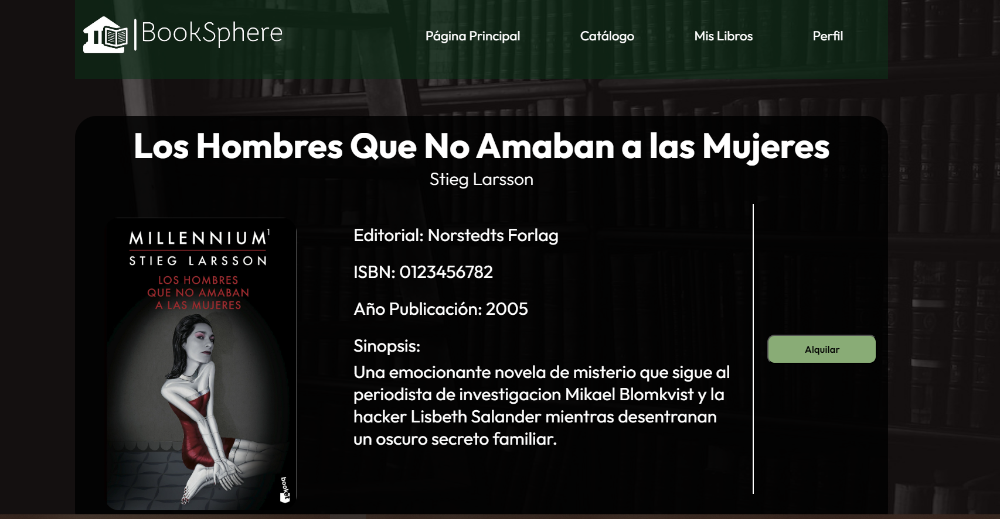 BookSphere
Página Principal
Catálogo
Mis Libros
Perfil
Los Hombres Que No Amaban a las Mujeres
Stieg Larsson
MILLENNIUM 1
STIEG LARSSON
LOS HOMBRES
QUE NO AMABAN
A LAS MUJERES
booket
Editorial: Norstedts Forlag
ISBN: 0123456782
Año Publicación: 2005
Sinopsis:
Una emocionante novela de misterio que sigue al
periodista de investigacion Mikael Blomkvist y la
hacker Lisbeth Salander mientras desentranan
un oscuro secreto familiar.
Alquilar